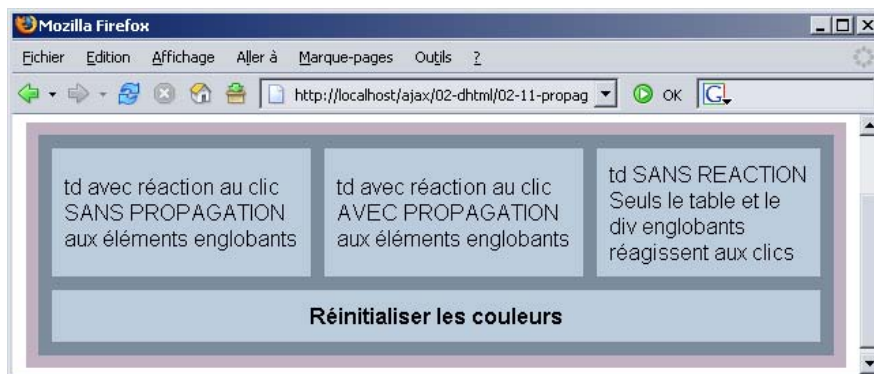 Mozilla Firefox
Fichier Edition Affichage Aller à Marque-pages Outils ?
http://localhost/ajax/02-dhtml/02-11-propag OK G
td avec réaction au clic
SANS PROPAGATION
aux éléments englobants
td avec réaction au clic
AVEC PROPAGATION
aux éléments englobants
td SANS REACTION
Seuls le table et le
div englobants
réagissent aux clics
Réinitialiser les couleurs